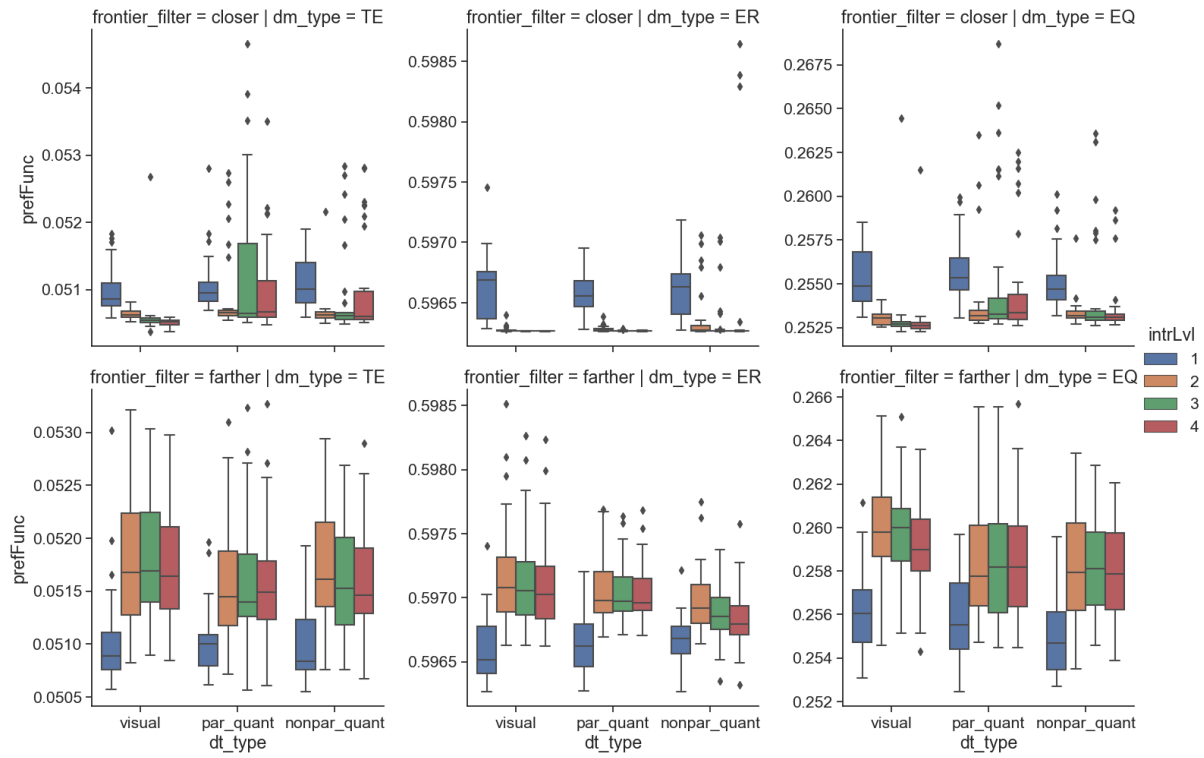 frontier_filter = closer | dm_type = TE
frontier_filter = closer | dm_type = ER
frontier_filter = closer | dm_type = EQ
prefFunc
0.054
0.053
0.052
0.051
0.5985
0.5980
0.5975
0.5970
0.5965
0.2675
0.2650
0.2625
0.2600
0.2575
0.2550
0.2525
frontier_filter = farther | dm_type = TE
frontier_filter = farther | dm_type = ER
frontier_filter = farther | dm_type = EQ
prefFunc
0.0530
0.0525
0.0520
0.0515
0.0510
0.0505
0.5985
0.5980
0.5975
0.5970
0.5965
0.266
0.264
0.262
0.260
0.258
0.256
0.254
0.252
visual par_quant nonpar_quant
visual par_quant nonpar_quant
visual par_quant nonpar_quant
dt_type
dt_type
dt_type
intrLvl
1
2
3
4